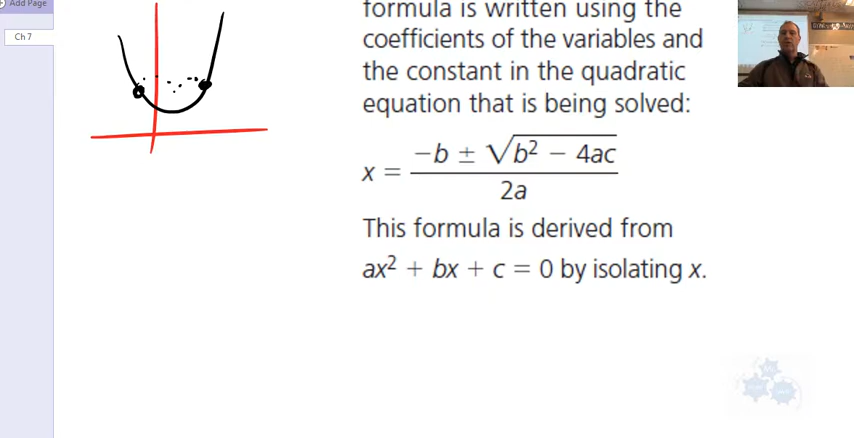 Add Page
Ch 7
formula is written using the
coefficients of the variables and
the constant in the quadratic
equation that is being solved:
x = (−b ± √(b² − 4ac)) / 2a
This formula is derived from
ax² + bx + c = 0 by isolating x.